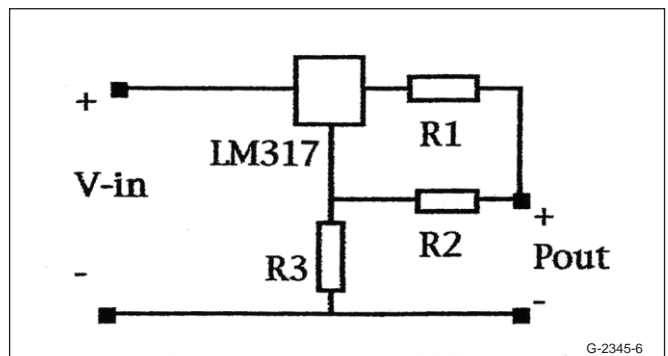 +
R1
LM317
V-in
+
R2
Pout
R3
-
-
G-2345-6